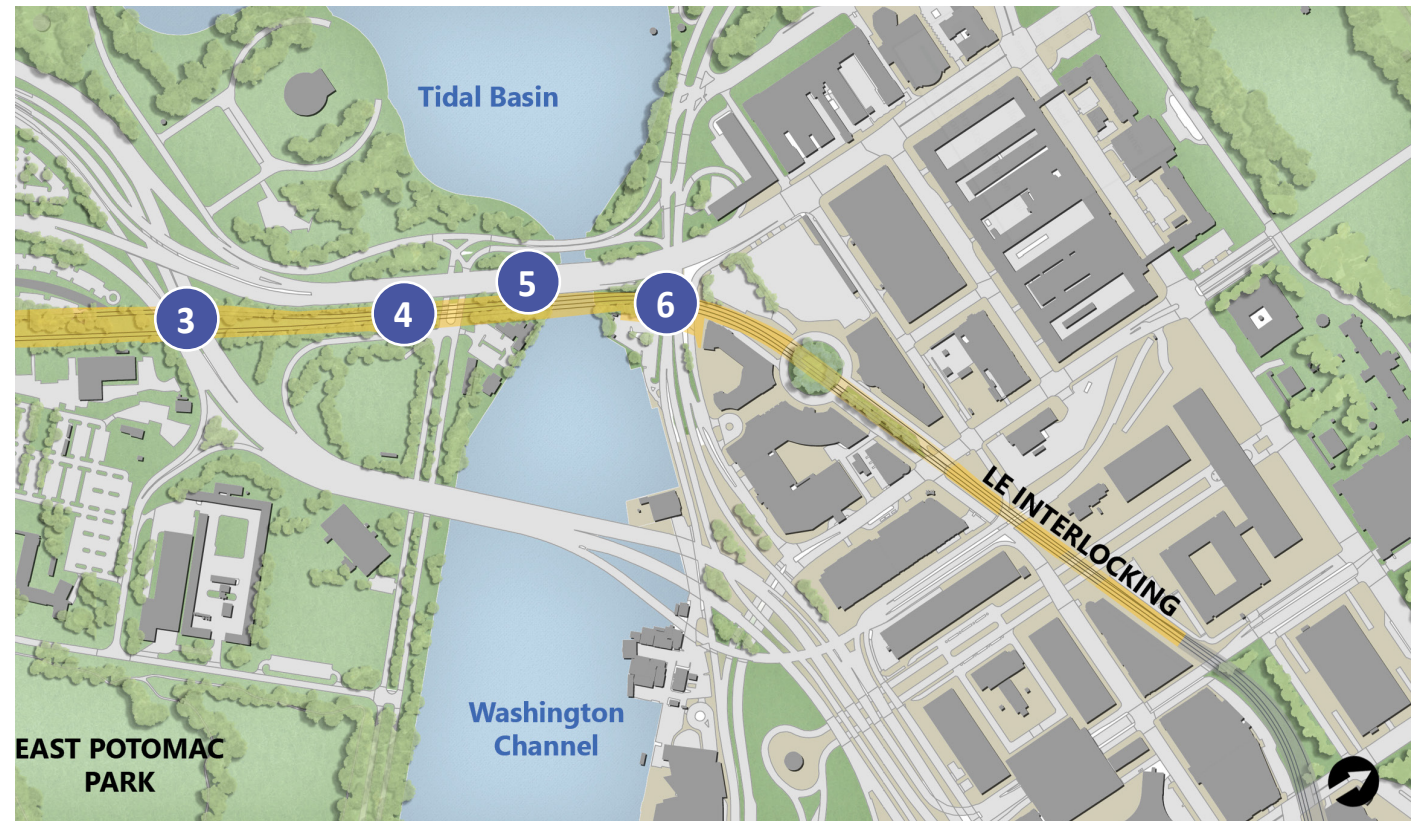 Tidal Basin
5
6
4
3
LE INTERLOCKING
Washington
Channel
EAST POTOMAC
PARK